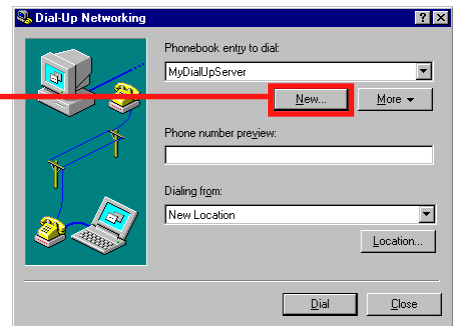 Dial-Up Networking
Phonebook entry to dial:
MyDialUpServer
New... More
Phone number preview:
Dialing from:
New Location
Location...
Dial Close